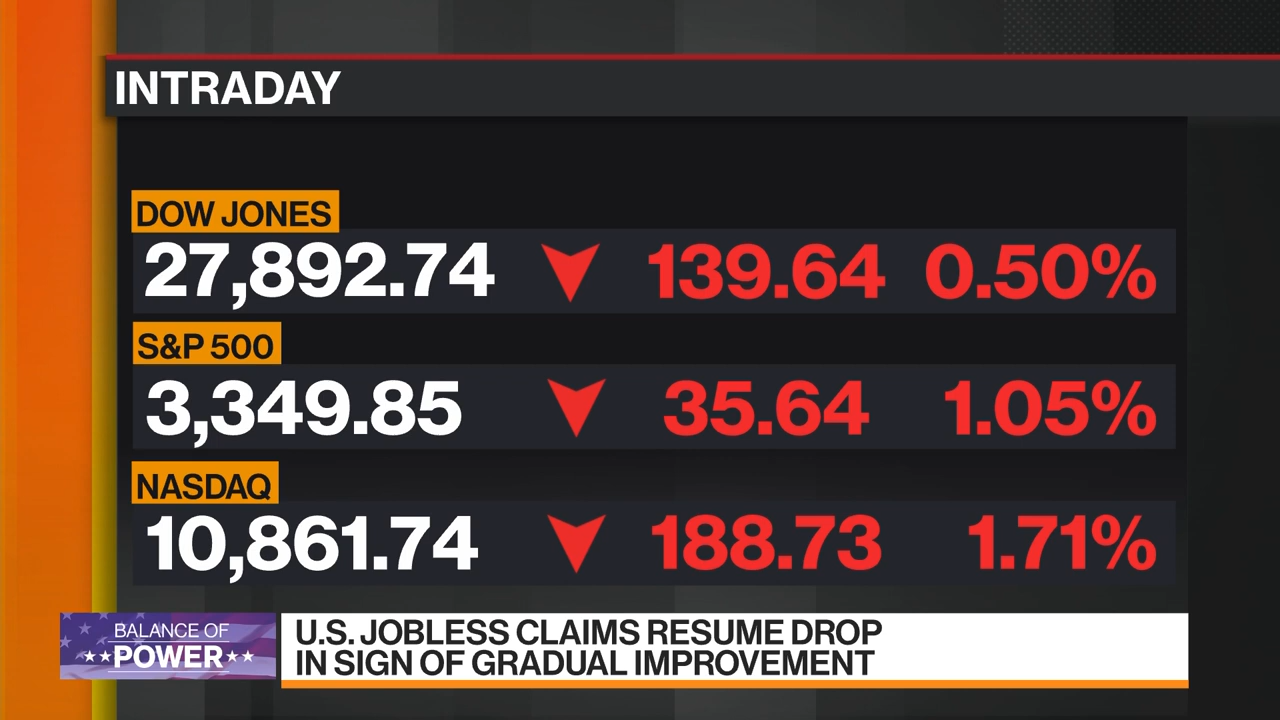 INTRADAY
DOW JONES
27,892.74 139.64 0.50%
S&P 500
3,349.85 35.64 1.05%
NASDAQ
10,861.74 188.73 1.71%
BALANCE OF
POWER
U.S. JOBLESS CLAIMS RESUME DROP
IN SIGN OF GRADUAL IMPROVEMENT